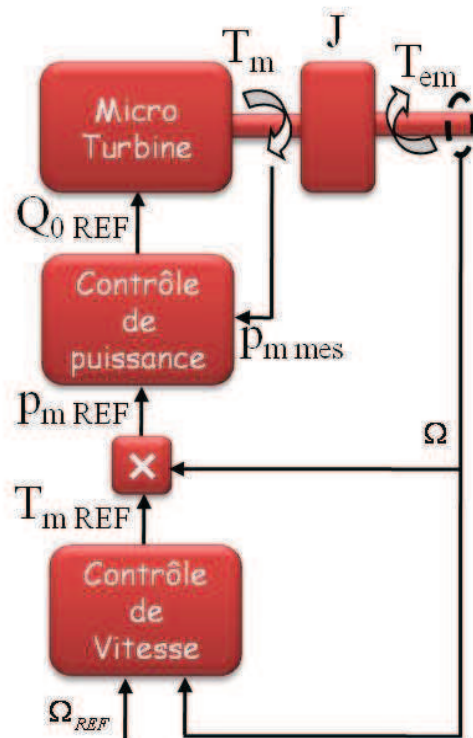 J
T_m
T_em
Micro
Turbine
Q_0 REF
Contrôle
de
puissance
p_m mes
p_m REF
Ω
×
T_m REF
Contrôle
de
Vitesse
Ω_REF